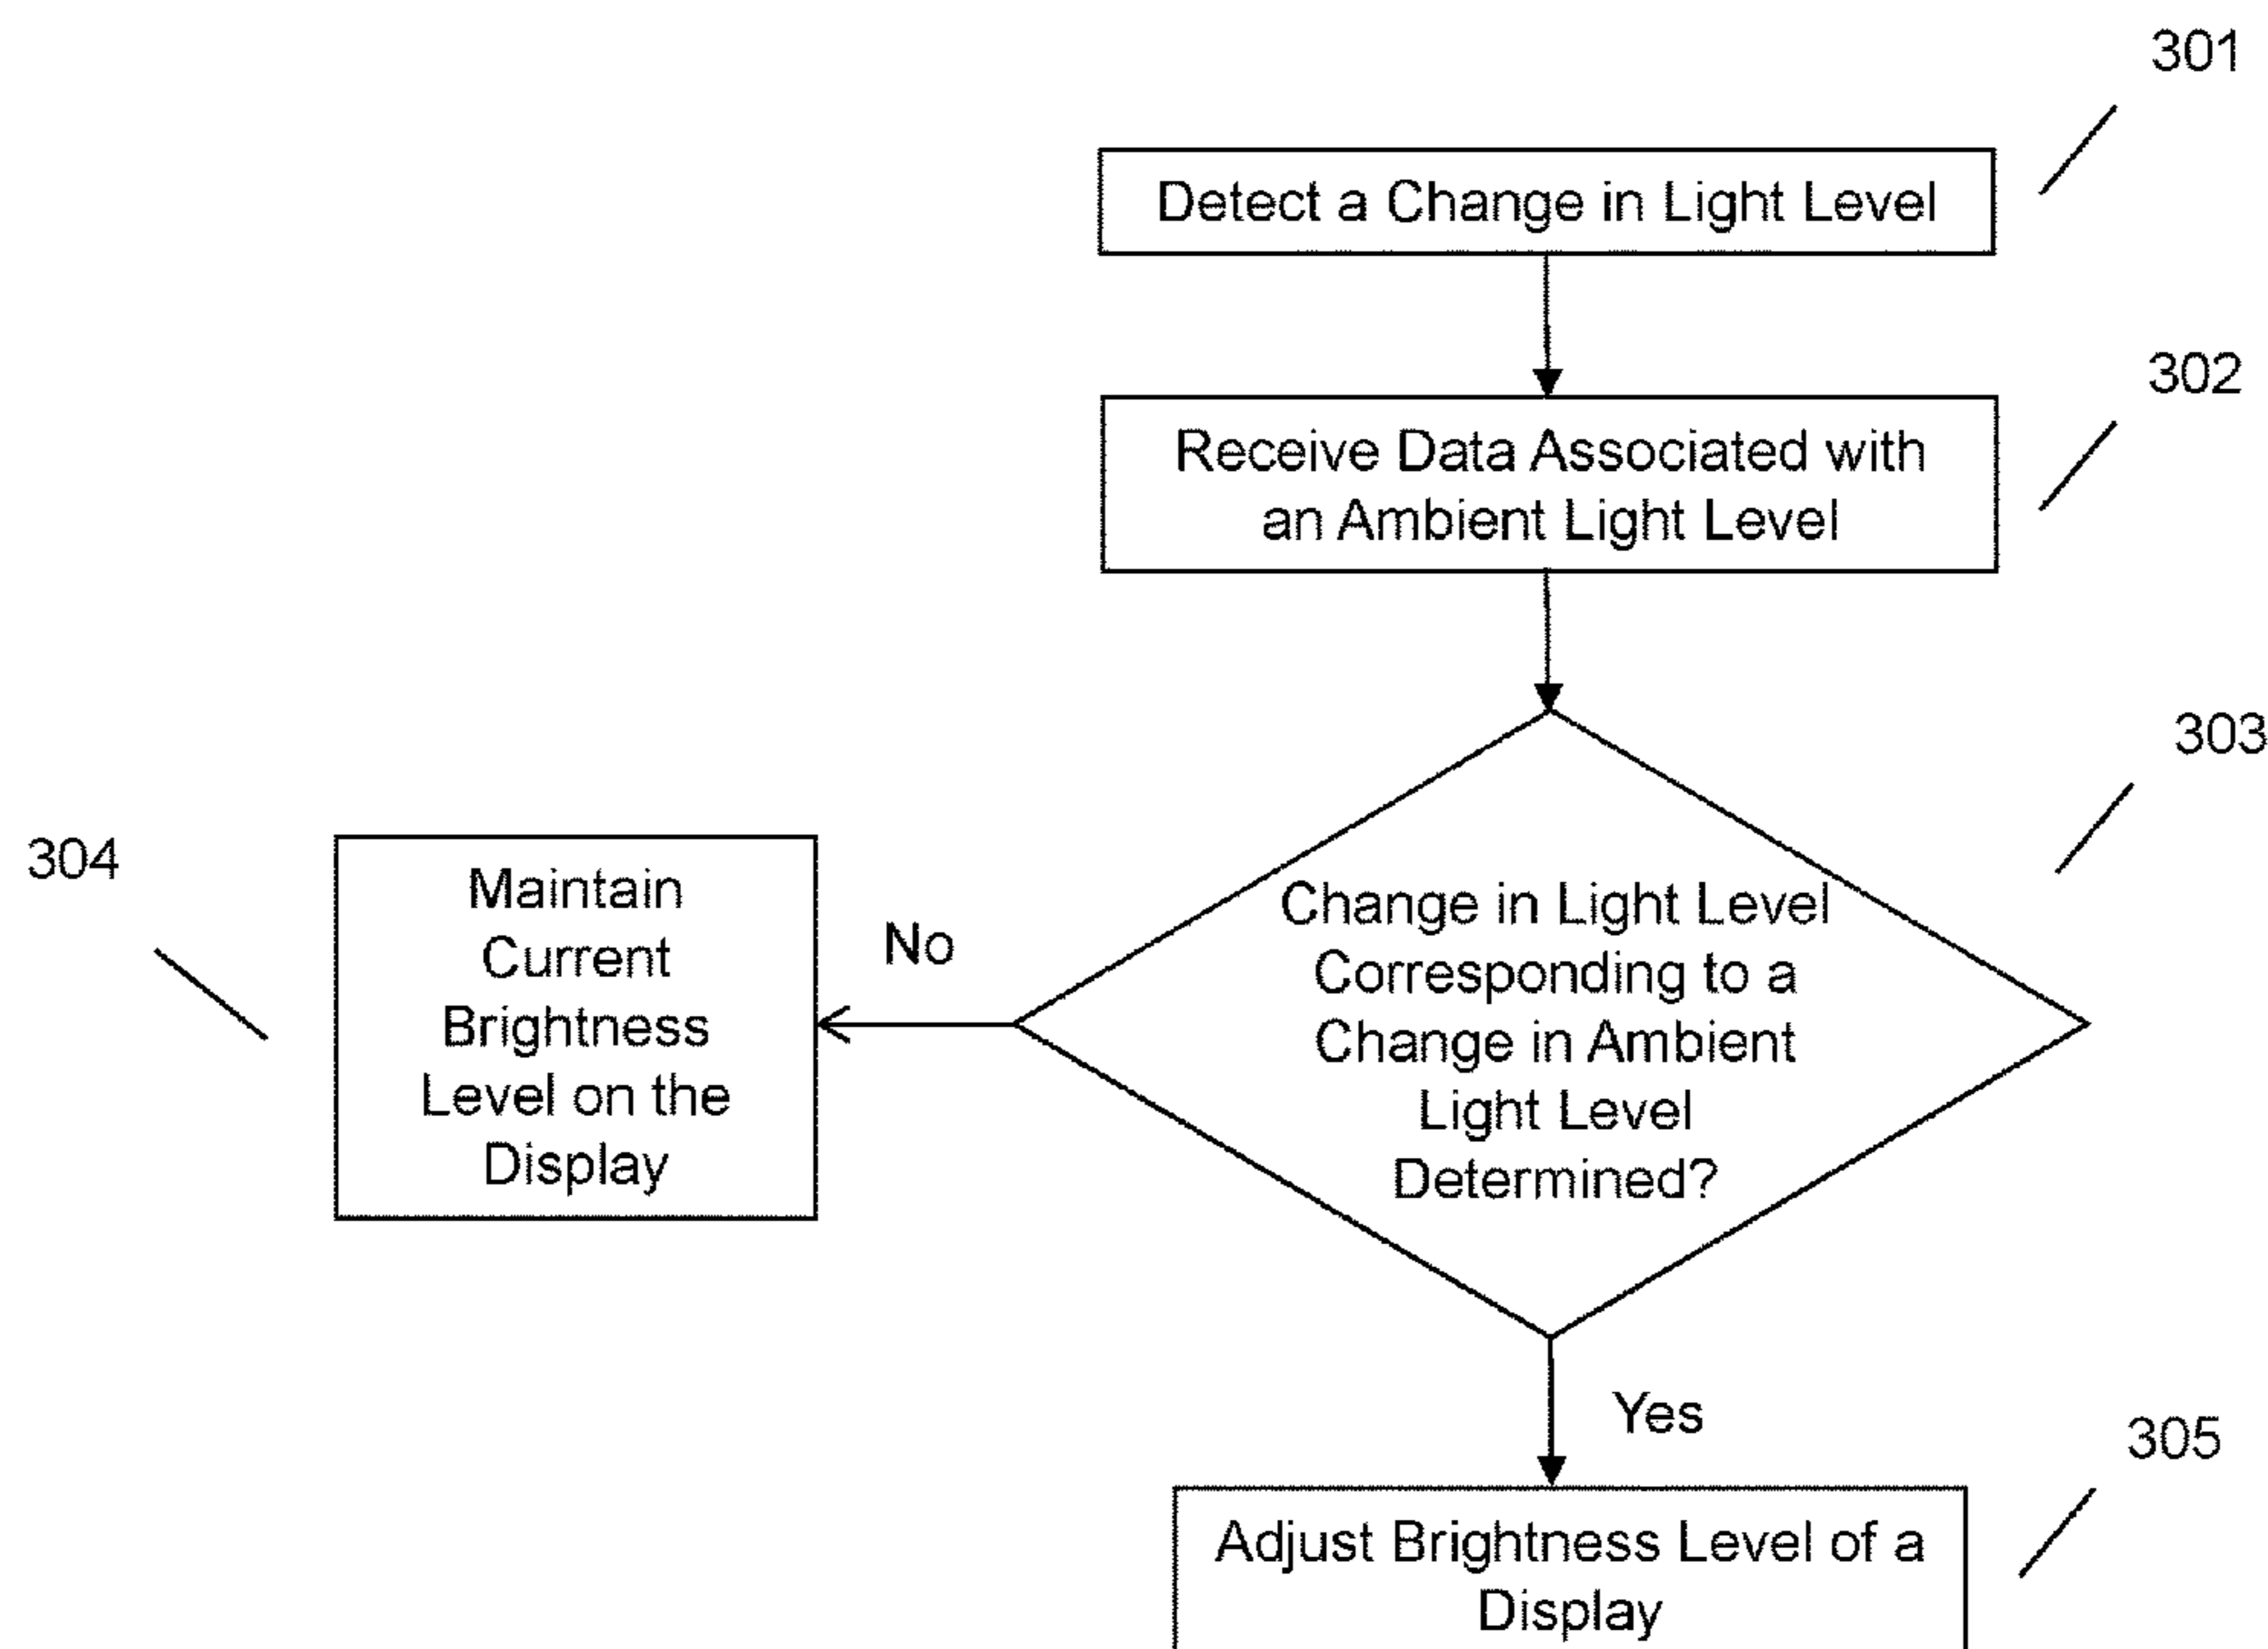 301
Detect a Change in Light Level
302
Receive Data Associated with
an Ambient Light Level
303
Change in Light Level
Corresponding to a
Change in Ambient
Light Level
Determined?
304
Maintain
Current
Brightness
Level on the
Display
No
Yes
305
Adjust Brightness Level of a
Display